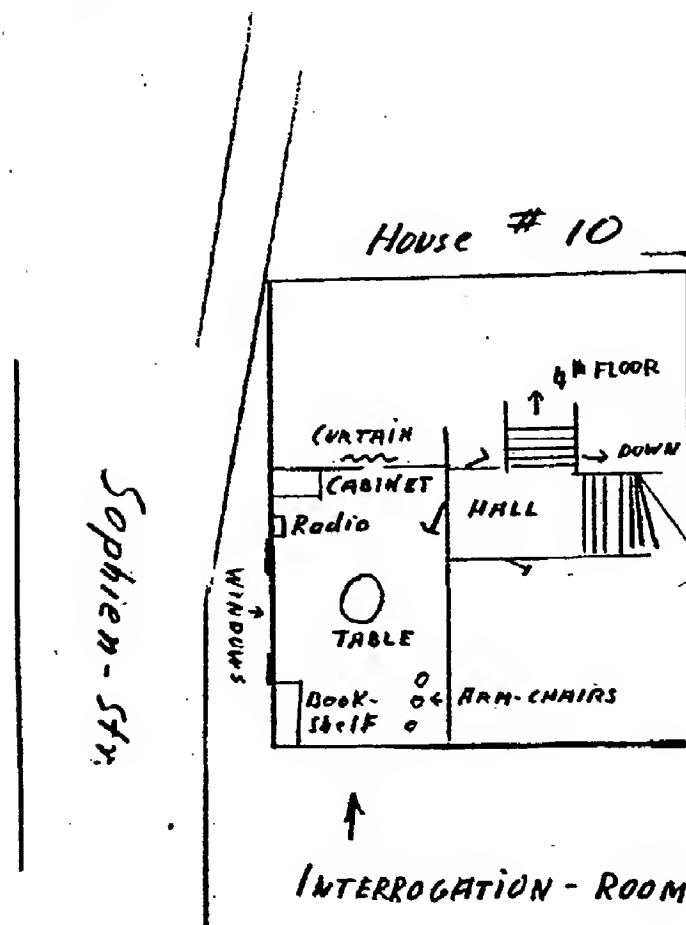 House # 10
4th FLOOR
CURTAIN
DOWN
CABINET
HALL
Radio
WINDOWS
TABLE
Sophien-Str.
BOOK-
ShelF
ARM-CHAIRS
INTERROGATION-ROOM